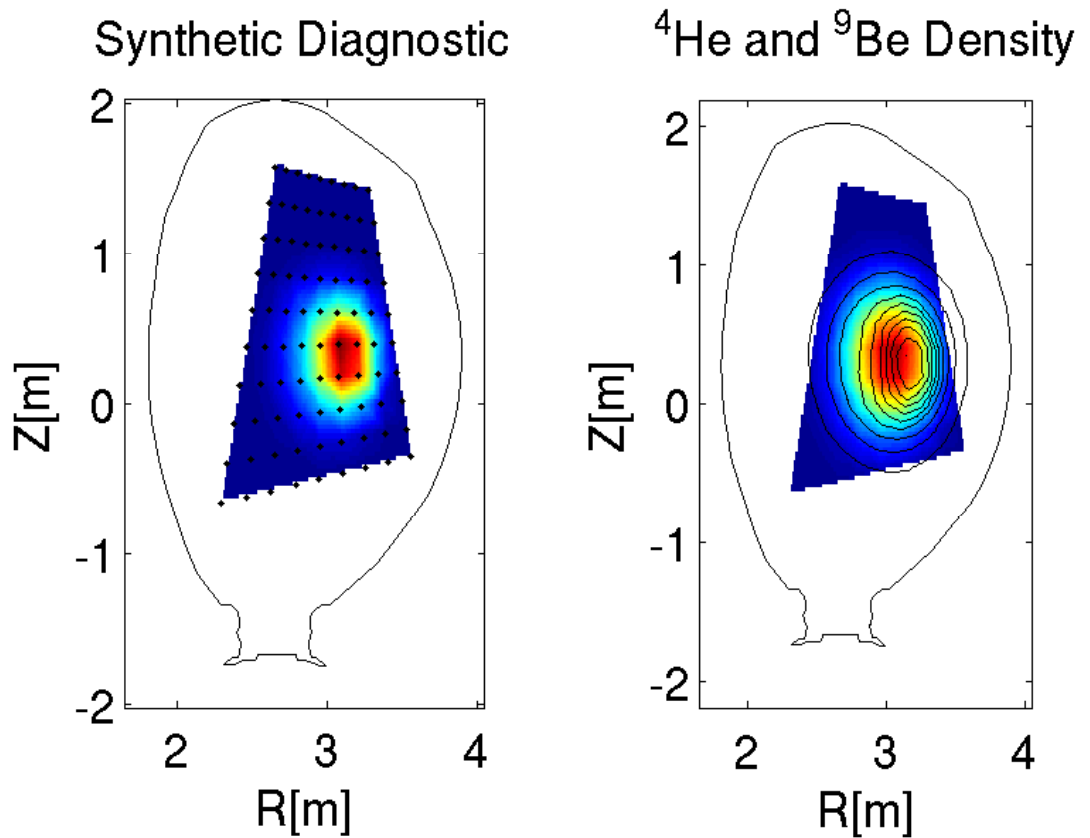 Synthetic Diagnostic
⁴He and ⁹Be Density
2
1
0
-1
-2
Z[m]
2 3 4
R[m]
2
1
0
-1
-2
Z[m]
2 3 4
R[m]